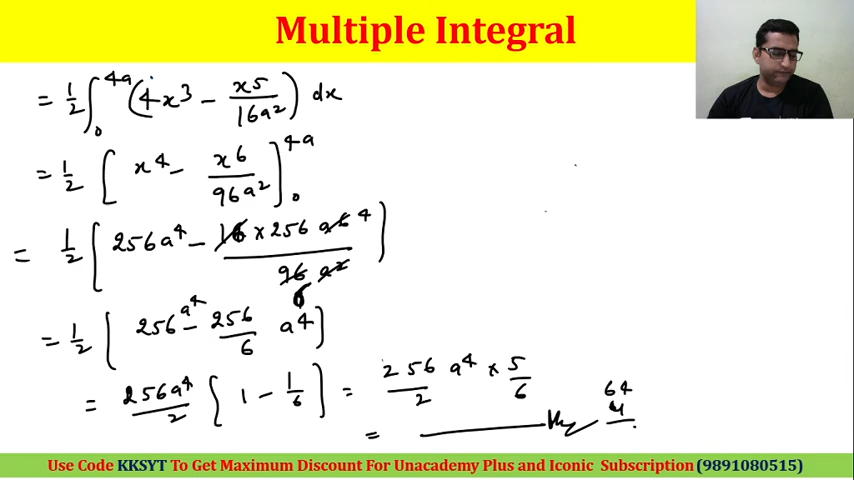 Multiple Integral
= 1/2 ∫₀^4a (4x³ - x5/16a²) dx
= 1/2 [ x⁴ - x6/96a² ]₀^4a
= 1/2 [ 256a⁴ - 16 × 256 a6 4 / 96 a² 6 ]
= 1/2 [ 256 a⁴ - 256/6 a⁴ ]
= 256a⁴/2 [ 1 - 1/6 ] = 256/2 a⁴ × 5/6
=
64
4
Use Code KKSYT To Get Maximum Discount For Unacademy Plus and Iconic Subscription (9891080515)